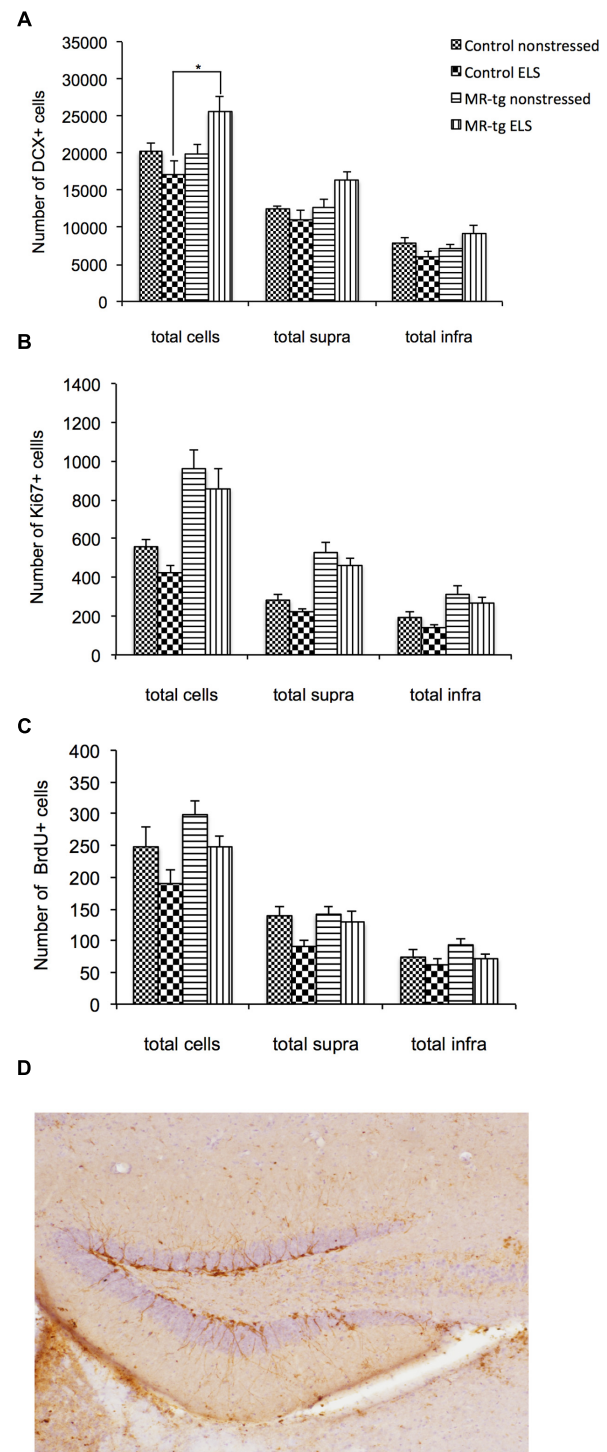 A
35000
30000
25000
20000
15000
10000
5000
0
Number of DCX+ cells
*
Control nonstressed
Control ELS
MR-tg nonstressed
MR-tg ELS
total cells total supra total infra
B
1400
1200
1000
800
600
400
200
0
Number of Ki67+ cellls
total cells total supra total infra
C
400
350
300
250
200
150
100
50
0
Number of BrdU+ cells
total cells total supra total infra
D